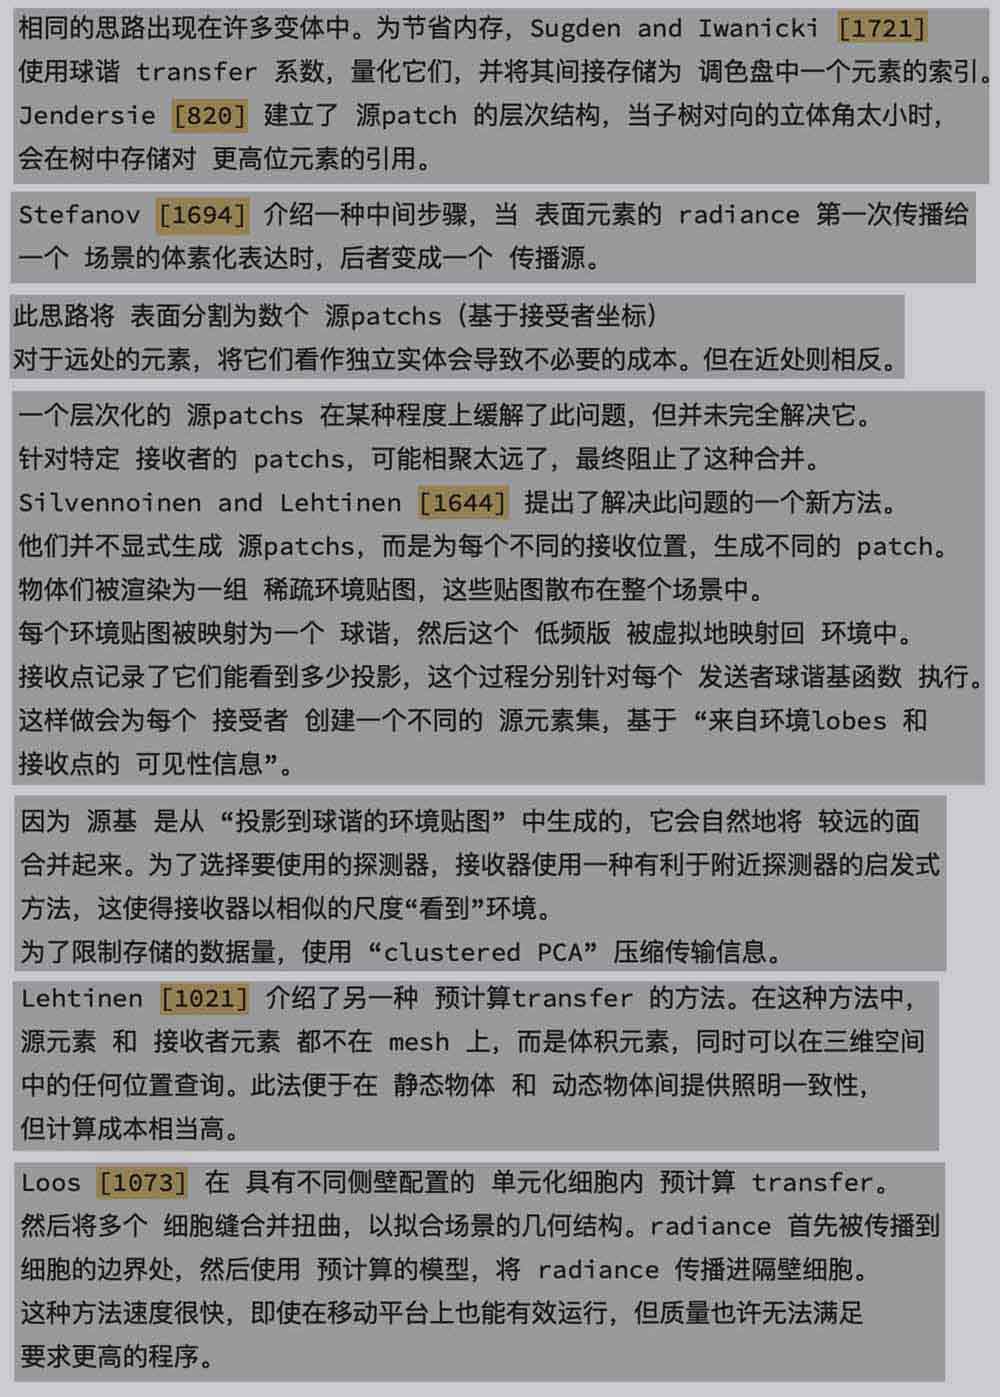 相同的思路出现在许多变体中。为节省内存，Sugden and Iwanicki [1721]
使用球谐 transfer 系数，量化它们，并将其间接存储为 调色盘中一个元素的索引。
Jendersie [820] 建立了 源patch 的层次结构，当子树对向的立体角太小时，
会在树中存储对 更高位元素的引用。
Stefanov [1694] 介绍一种中间步骤，当 表面元素的 radiance 第一次传播给
一个 场景的体素化表达时，后者变成一个 传播源。
此思路将 表面分割为数个 源patchs（基于接受者坐标）
对于远处的元素，将它们看作独立实体会导致不必要的成本。但在近处则相反。
一个层次化的 源patchs 在某种程度上缓解了此问题，但并未完全解决它。
针对特定 接收者的 patchs，可能相聚太远了，最终阻止了这种合并。
Silvennoinen and Lehtinen [1644] 提出了解决此问题的一个新方法。
他们并不显式生成 源patchs，而是为每个不同的接收位置，生成不同的 patch。
物体们被渲染为一组 稀疏环境贴图，这些贴图散布在整个场景中。
每个环境贴图被映射为一个 球谐，然后这个 低频版 被虚拟地映射回 环境中。
接收点记录了它们能看到多少投影，这个过程分别针对每个 发送者球谐基函数 执行。
这样做会为每个 接受者 创建一个不同的 源元素集，基于 “来自环境lobes 和
接收点的 可见性信息”。
因为 源基 是从 “投影到球谐的环境贴图” 中生成的，它会自然地将 较远的面
合并起来。为了选择要使用的探测器，接收器使用一种有利于附近探测器的启发式
方法，这使得接收器以相似的尺度“看到”环境。
为了限制存储的数据量，使用 “clustered PCA” 压缩传输信息。
Lehtinen [1021] 介绍了另一种 预计算transfer 的方法。在这种方法中，
源元素 和 接收者元素 都不在 mesh 上，而是体积元素，同时可以在三维空间
中的任何位置查询。此法便于在 静态物体 和 动态物体间提供照明一致性，
但计算成本相当高。
Loos [1073] 在 具有不同侧壁配置的 单元化细胞内 预计算 transfer。
然后将多个 细胞缝合并扭曲，以拟合场景的几何结构。radiance 首先被传播到
细胞的边界处，然后使用 预计算的模型，将 radiance 传播进隔壁细胞。
这种方法速度很快，即使在移动平台上也能有效运行，但质量也许无法满足
要求更高的程序。